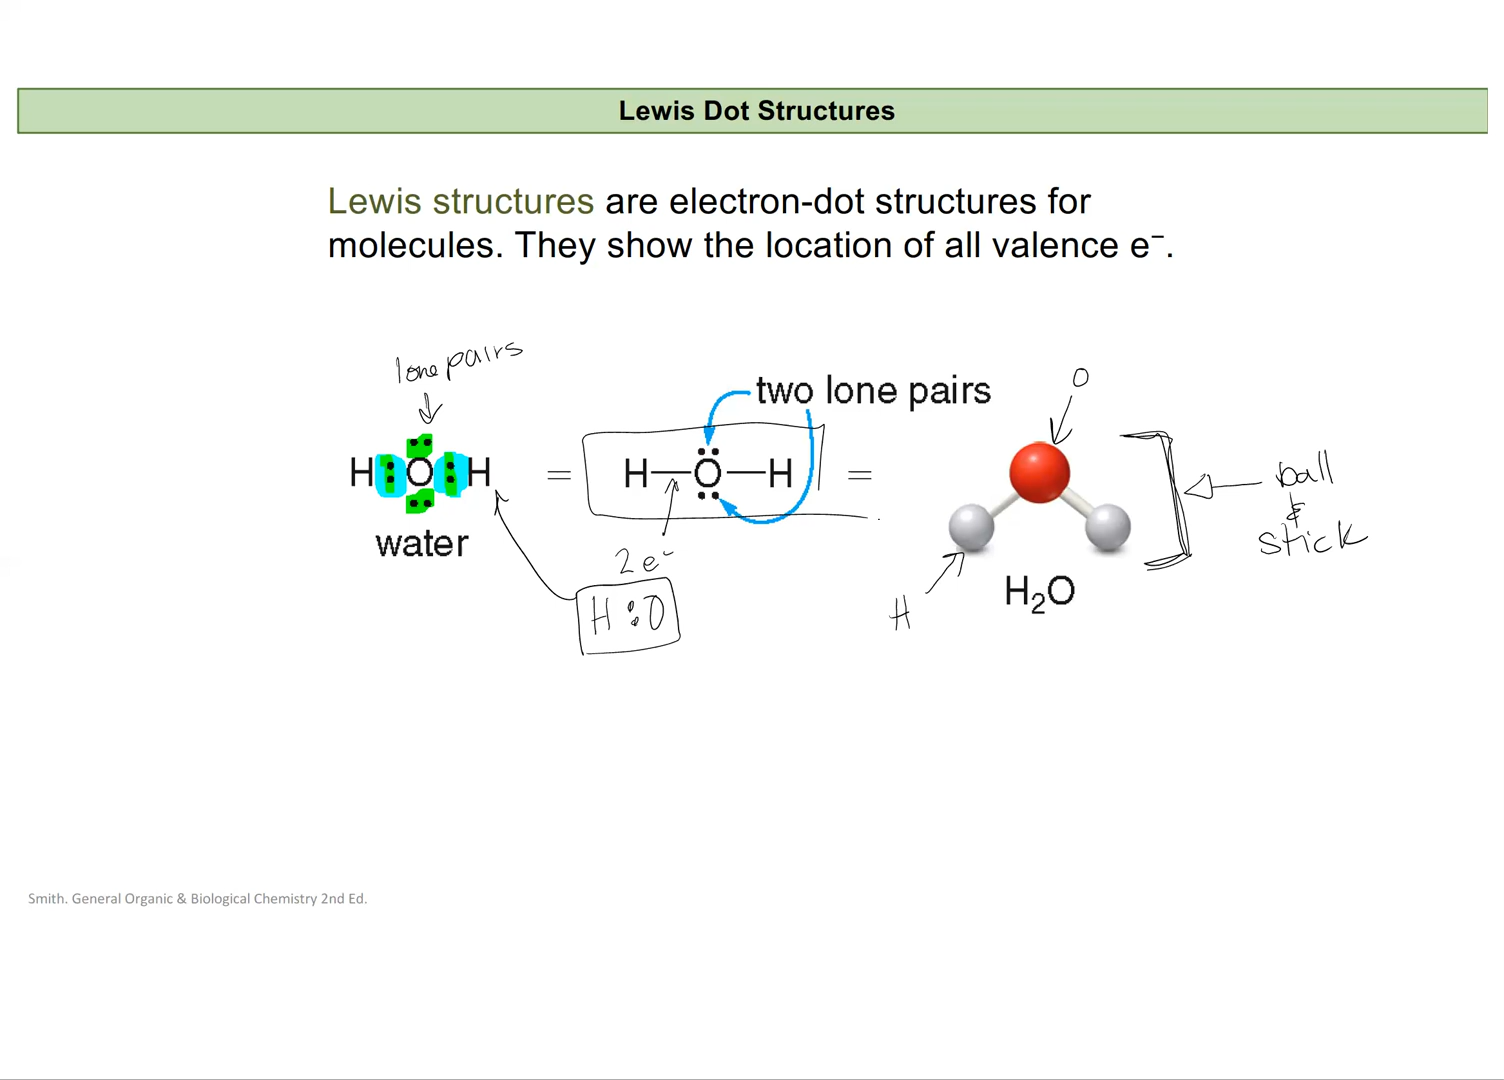 Lewis Dot Structures
Lewis structures are electron-dot structures for
molecules. They show the location of all valence e⁻.
lone pairs
two lone pairs
O
H:O:H
=
H—O—H
=
ball
&
stick
water
2e⁻
H:O
H
H₂O
Smith. General Organic & Biological Chemistry 2nd Ed.